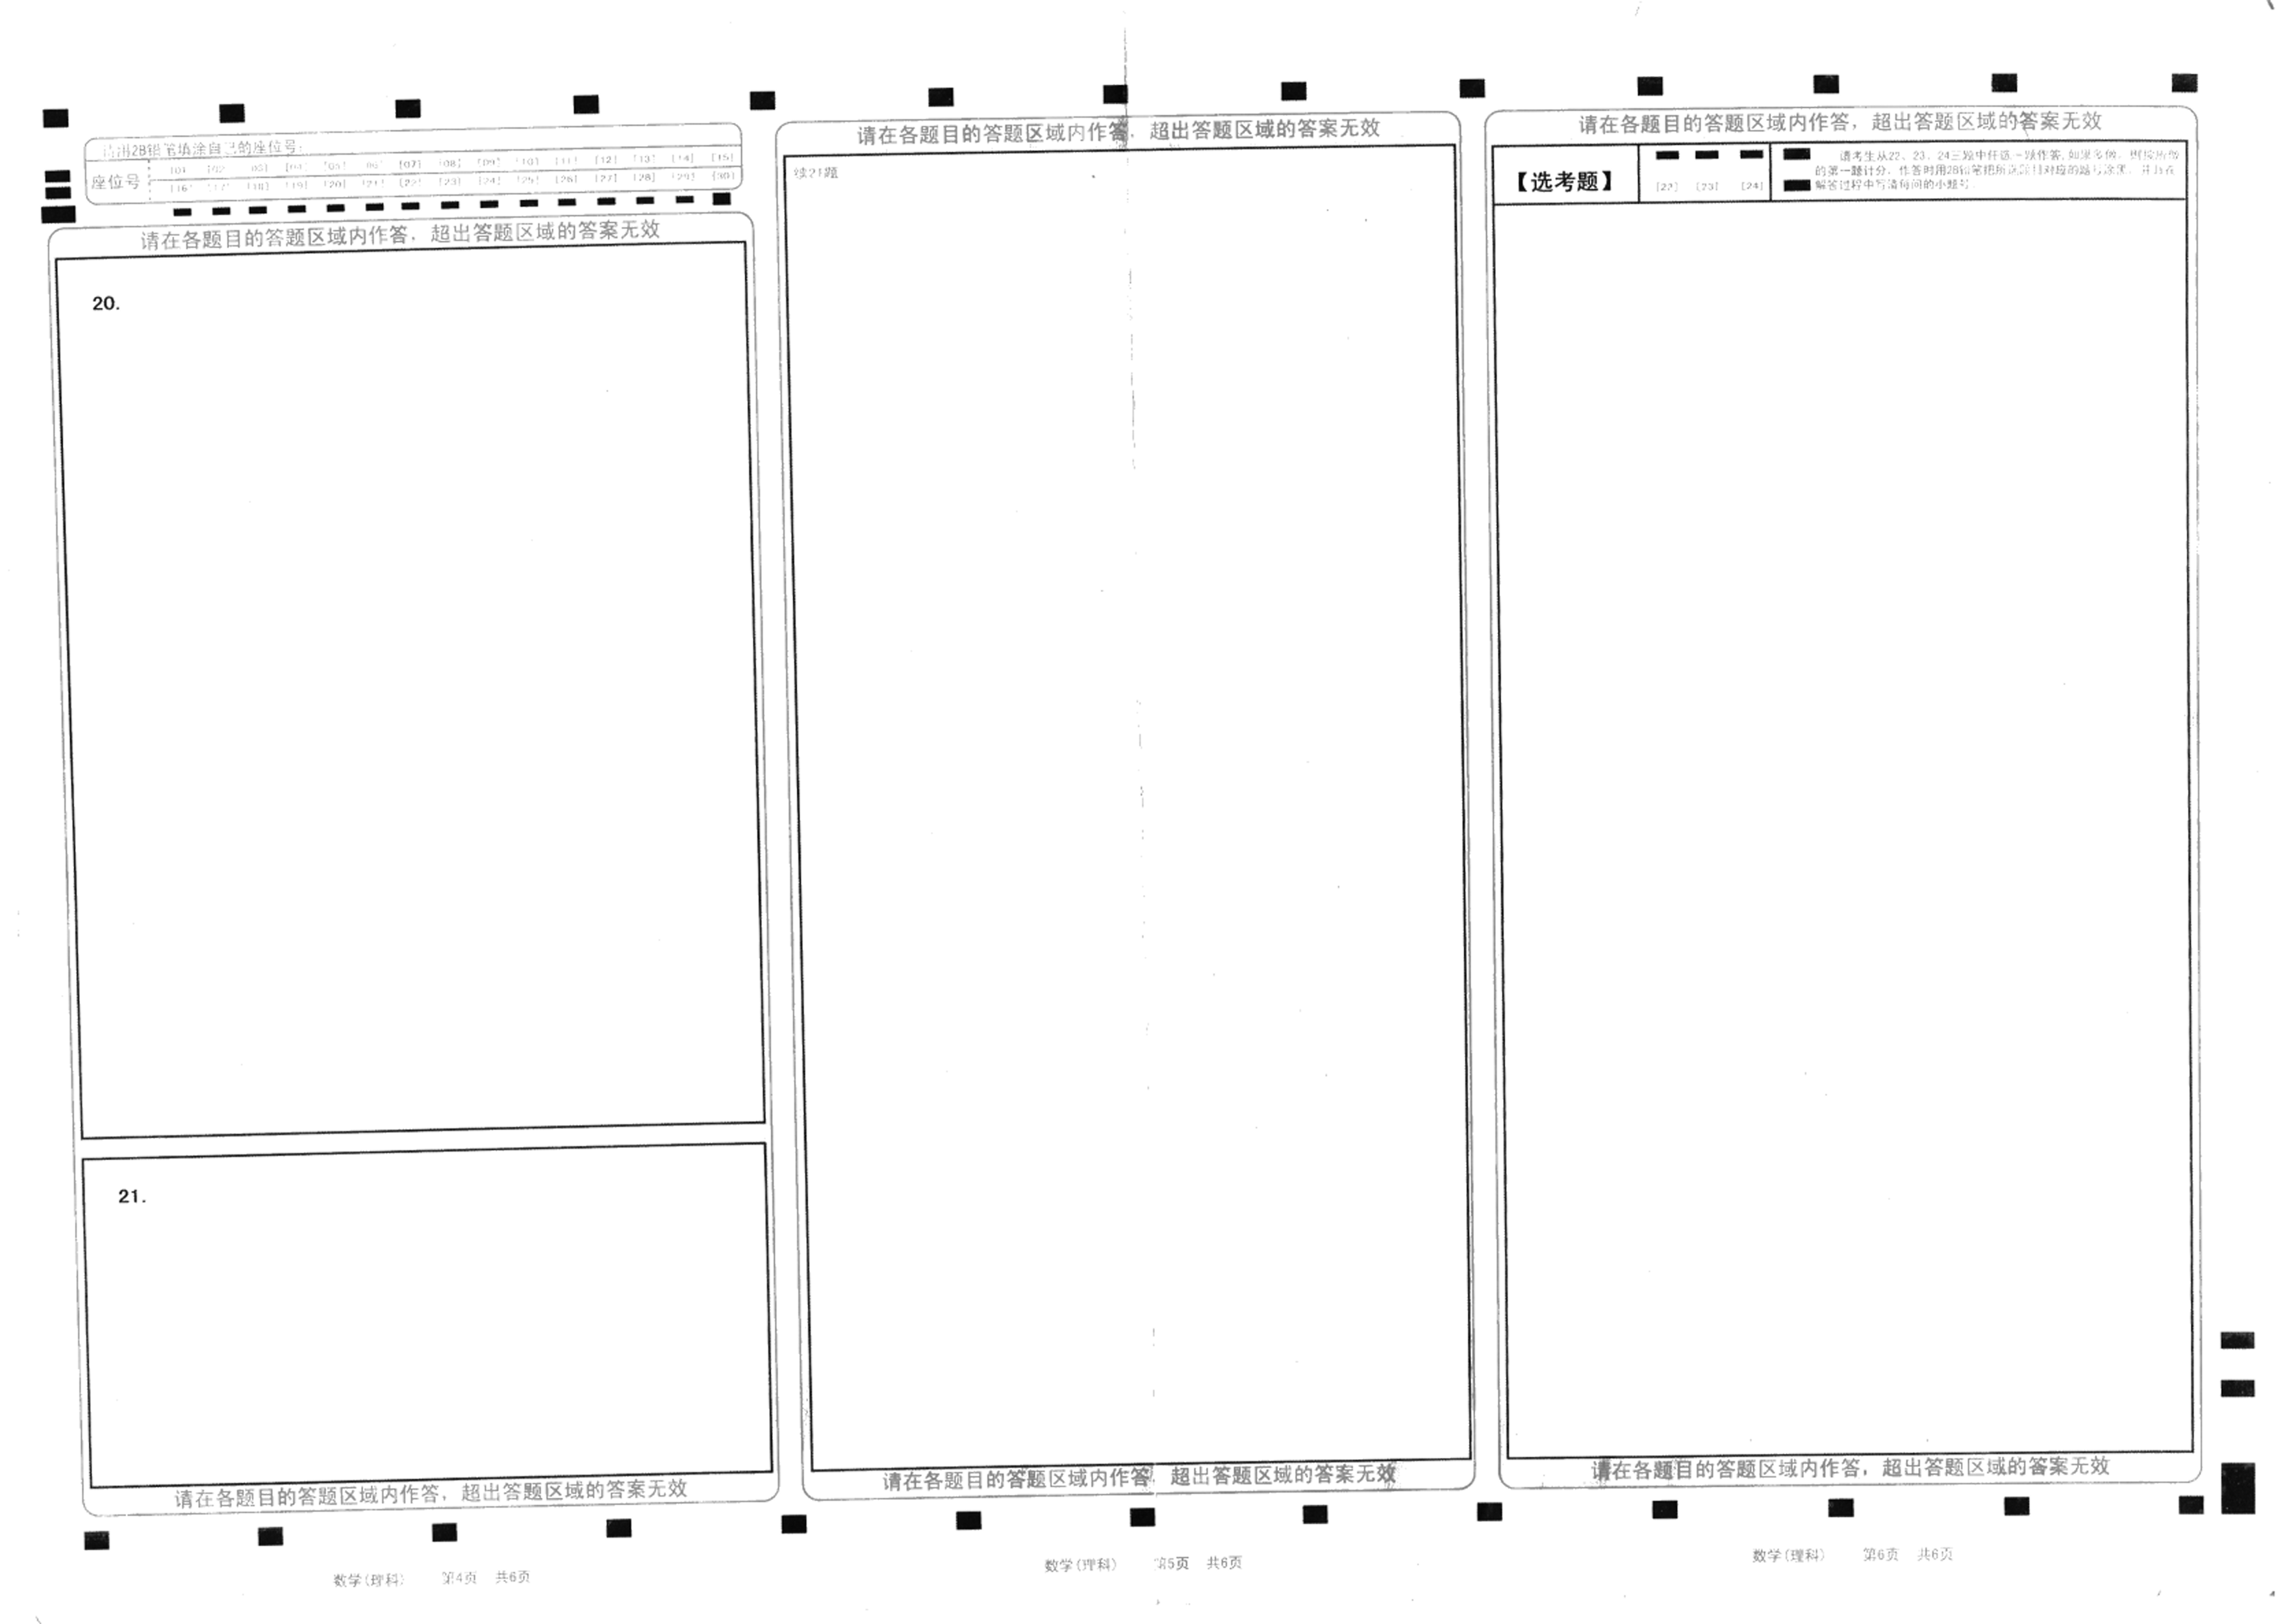 请用2B铅笔填涂自己的座位号:
座位号
[01] [02] [03] [04] [05] [06] [07] [08] [09] [10] [11] [12] [13] [14] [15]
[16] [17] [18] [19] [20] [21] [22] [23] [24] [25] [26] [27] [28] [29] [30]
请在各题目的答题区域内作答，超出答题区域的答案无效
20.
21.
请在各题目的答题区域内作答，超出答题区域的答案无效
数学(理科) 第4页 共6页
请在各题目的答题区域内作答，超出答题区域的答案无效
续21题
请在各题目的答题区域内作答，超出答题区域的答案无效
数学(理科) 第5页 共6页
请在各题目的答题区域内作答，超出答题区域的答案无效
【选考题】
[22] [23] [24]
请考生从22、23、24三题中任选一题作答,如果多做，则按所做
的第一题计分。作答时用2B铅笔把所选题目对应的题号涂黑，并且在
解答过程中写清每问的小题号
请在各题目的答题区域内作答，超出答题区域的答案无效
数学(理科) 第6页 共6页